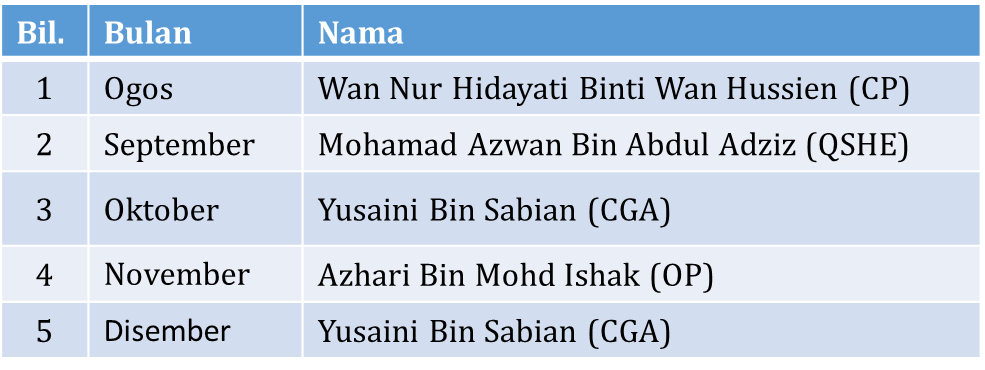 Bil. Bulan Nama
1 Ogos Wan Nur Hidayati Binti Wan Hussien (CP)
2 September Mohamad Azwan Bin Abdul Adziz (QSHE)
3 Oktober Yusaini Bin Sabian (CGA)
4 November Azhari Bin Mohd Ishak (OP)
5 Disember Yusaini Bin Sabian (CGA)